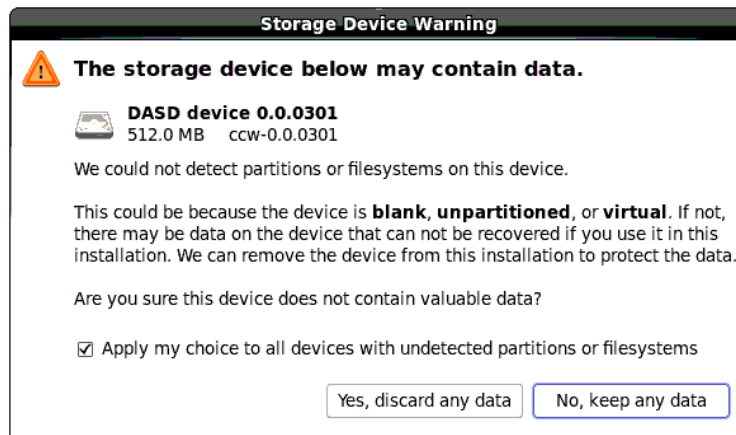 Storage Device Warning
The storage device below may contain data.
DASD device 0.0.0301
512.0 MB ccw-0.0.0301
We could not detect partitions or filesystems on this device.
This could be because the device is blank, unpartitioned, or virtual. If not,
there may be data on the device that can not be recovered if you use it in this
installation. We can remove the device from this installation to protect the data.
Are you sure this device does not contain valuable data?
Apply my choice to all devices with undetected partitions or filesystems
Yes, discard any data
No, keep any data